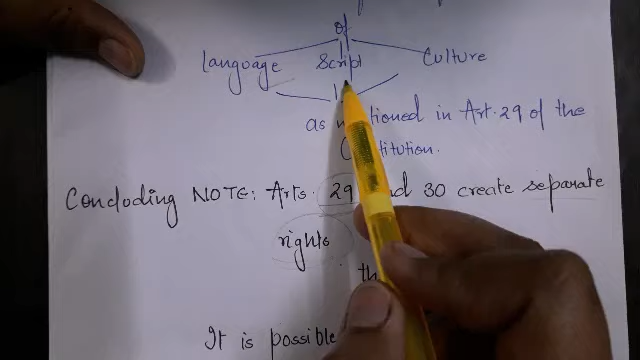 of
Language Script Culture
as mentioned in Art. 29 of the
Constitution.
Concluding NOTE: Arts. 29 and 30 create separate
rights
It is possible